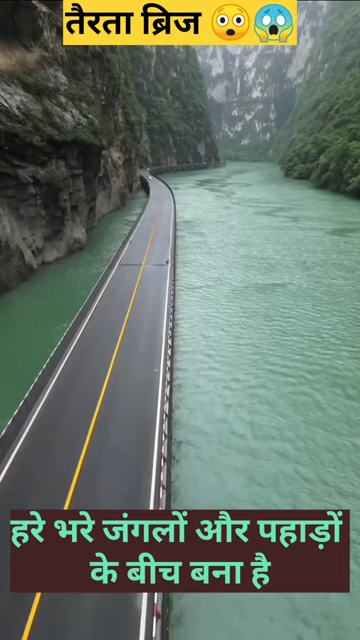 तैरता ब्रिज 😮😱
हरे भरे जंगलों और पहाड़ों
के बीच बना है